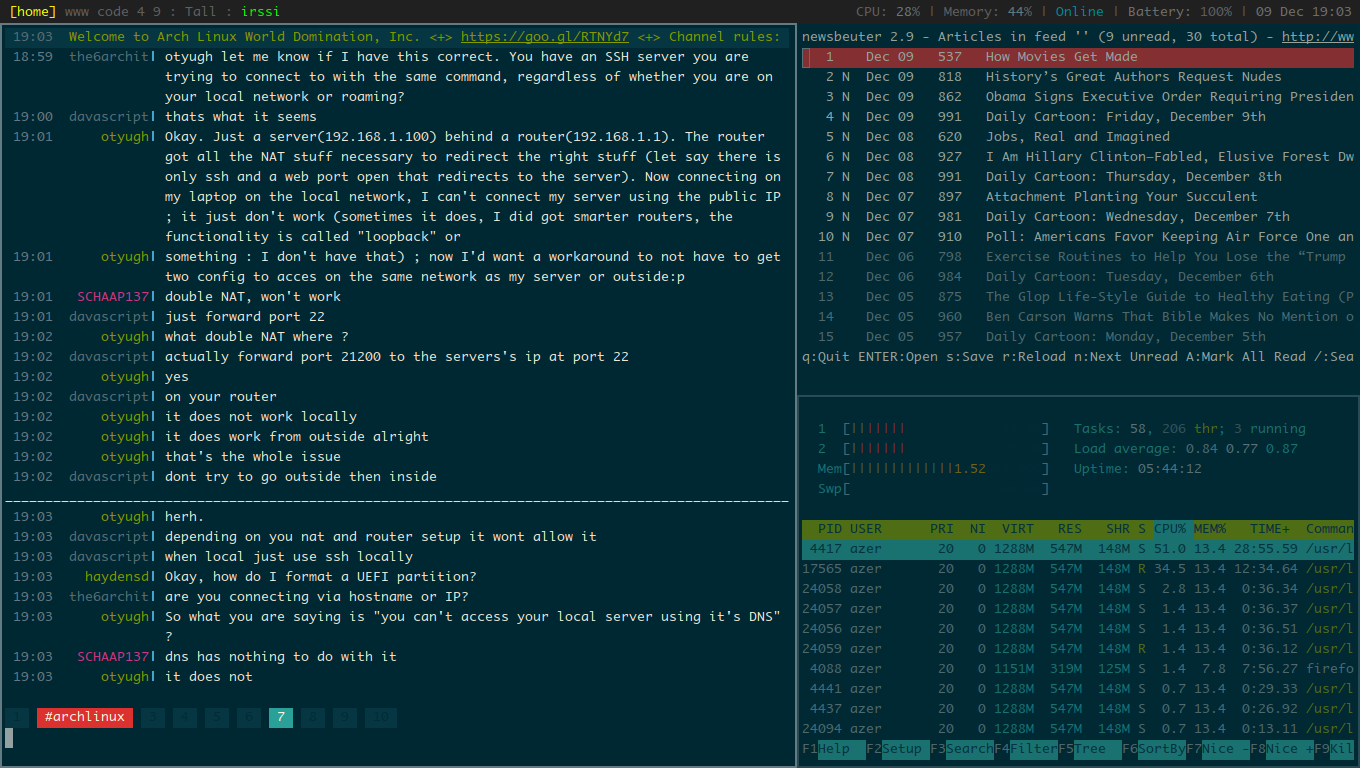 [home] www code 4 9 : Tall : irssi
CPU: 28% | Memory: 44% | Online | Battery: 100% | 09 Dec 19:03
19:03 Welcome to Arch Linux World Domination, Inc. <+> https://goo.gl/RTNYd7 <+> Channel rules:
18:59 the6archit| otyugh let me know if I have this correct. You have an SSH server you are
trying to connect to with the same command, regardless of whether you are on
your local network or roaming?
19:00 davascript| thats what it seems
19:01 otyugh| Okay. Just a server(192.168.1.100) behind a router(192.168.1.1). The router
got all the NAT stuff necessary to redirect the right stuff (let say there is
only ssh and a web port open that redirects to the server). Now connecting on
my laptop on the local network, I can't connect my server using the public IP
; it just don't work (sometimes it does, I did got smarter routers, the
functionality is called "loopback" or
19:01 otyugh| something : I don't have that) ; now I'd want a workaround to not have to get
two config to acces on the same network as my server or outside:p
19:01 SCHAAP137| double NAT, won't work
19:01 davascript| just forward port 22
19:02 otyugh| what double NAT where ?
19:02 davascript| actually forward port 21200 to the servers's ip at port 22
19:02 otyugh| yes
19:02 davascript| on your router
19:02 otyugh| it does not work locally
19:02 otyugh| it does work from outside alright
19:02 otyugh| that's the whole issue
19:02 davascript| dont try to go outside then inside
19:03 otyugh| herh.
19:03 davascript| depending on you nat and router setup it wont allow it
19:03 davascript| when local just use ssh locally
19:03 haydensd| Okay, how do I format a UEFI partition?
19:03 the6archit| are you connecting via hostname or IP?
19:03 otyugh| So what you are saying is "you can't access your local server using it's DNS"
?
19:03 SCHAAP137| dns has nothing to do with it
19:03 otyugh| it does not
1 #archlinux 3 4 5 6 7 8 9 10
newsbeuter 2.9 - Articles in feed '' (9 unread, 30 total) - http://ww
1 Dec 09 537 How Movies Get Made
2 N Dec 09 818 History's Great Authors Request Nudes
3 N Dec 09 862 Obama Signs Executive Order Requiring Presiden
4 N Dec 09 991 Daily Cartoon: Friday, December 9th
5 N Dec 08 620 Jobs, Real and Imagined
6 N Dec 08 927 I Am Hillary Clinton—Fabled, Elusive Forest Dw
7 N Dec 08 991 Daily Cartoon: Thursday, December 8th
8 N Dec 07 897 Attachment Planting Your Succulent
9 N Dec 07 981 Daily Cartoon: Wednesday, December 7th
10 N Dec 07 910 Poll: Americans Favor Keeping Air Force One an
11 Dec 06 798 Exercise Routines to Help You Lose the “Trump
12 Dec 06 984 Daily Cartoon: Tuesday, December 6th
13 Dec 05 875 The Glop Life-Style Guide to Healthy Eating (P
14 Dec 05 960 Ben Carson Warns That Bible Makes No Mention o
15 Dec 05 957 Daily Cartoon: Monday, December 5th
q:Quit ENTER:Open s:Save r:Reload n:Next Unread A:Mark All Read /:Sea
1 [||||||| ] Tasks: 58, 206 thr; 3 running
2 [||||||| ] Load average: 0.84 0.77 0.87
Mem[|||||||||||||1.52 ] Uptime: 05:44:12
Swp[ ]
PID USER PRI NI VIRT RES SHR S CPU% MEM% TIME+ Comman
4417 azer 20 0 1288M 547M 148M S 51.0 13.4 28:55.59 /usr/l
17565 azer 20 0 1288M 547M 148M R 34.5 13.4 12:34.64 /usr/l
24058 azer 20 0 1288M 547M 148M S 2.8 13.4 0:36.34 /usr/l
24057 azer 20 0 1288M 547M 148M S 1.4 13.4 0:36.37 /usr/l
24056 azer 20 0 1288M 547M 148M S 1.4 13.4 0:36.51 /usr/l
24059 azer 20 0 1288M 547M 148M R 1.4 13.4 0:36.12 /usr/l
4088 azer 20 0 1151M 319M 125M S 1.4 7.8 7:56.27 firefo
4441 azer 20 0 1288M 547M 148M S 0.7 13.4 0:29.33 /usr/l
4437 azer 20 0 1288M 547M 148M S 0.7 13.4 0:26.92 /usr/l
24094 azer 20 0 1288M 547M 148M S 0.7 13.4 0:13.11 /usr/l
F1Help F2Setup F3SearchF4FilterF5Tree F6SortByF7Nice -F8Nice +F9Kil